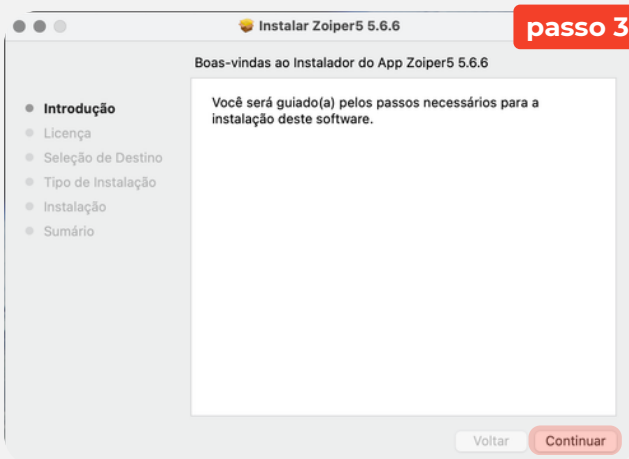 Instalar Zoiper5 5.6.6
passo 3
Boas-vindas ao Instalador do App Zoiper5 5.6.6
Introdução
Licença
Seleção de Destino
Tipo de Instalação
Instalação
Sumário
Você será guiado(a) pelos passos necessários para a
instalação deste software.
Voltar
Continuar